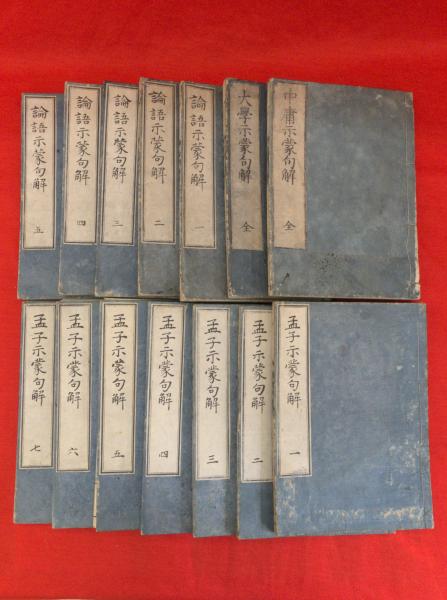 中庸示蒙句解 全
大學示蒙句解 全
論語示蒙句解 一
論語示蒙句解 二
論語示蒙句解 三
論語示蒙句解 四
論語示蒙句解 五
孟子示蒙句解 一
孟子示蒙句解 二
孟子示蒙句解 三
孟子示蒙句解 四
孟子示蒙句解 五
孟子示蒙句解 六
孟子示蒙句解 七